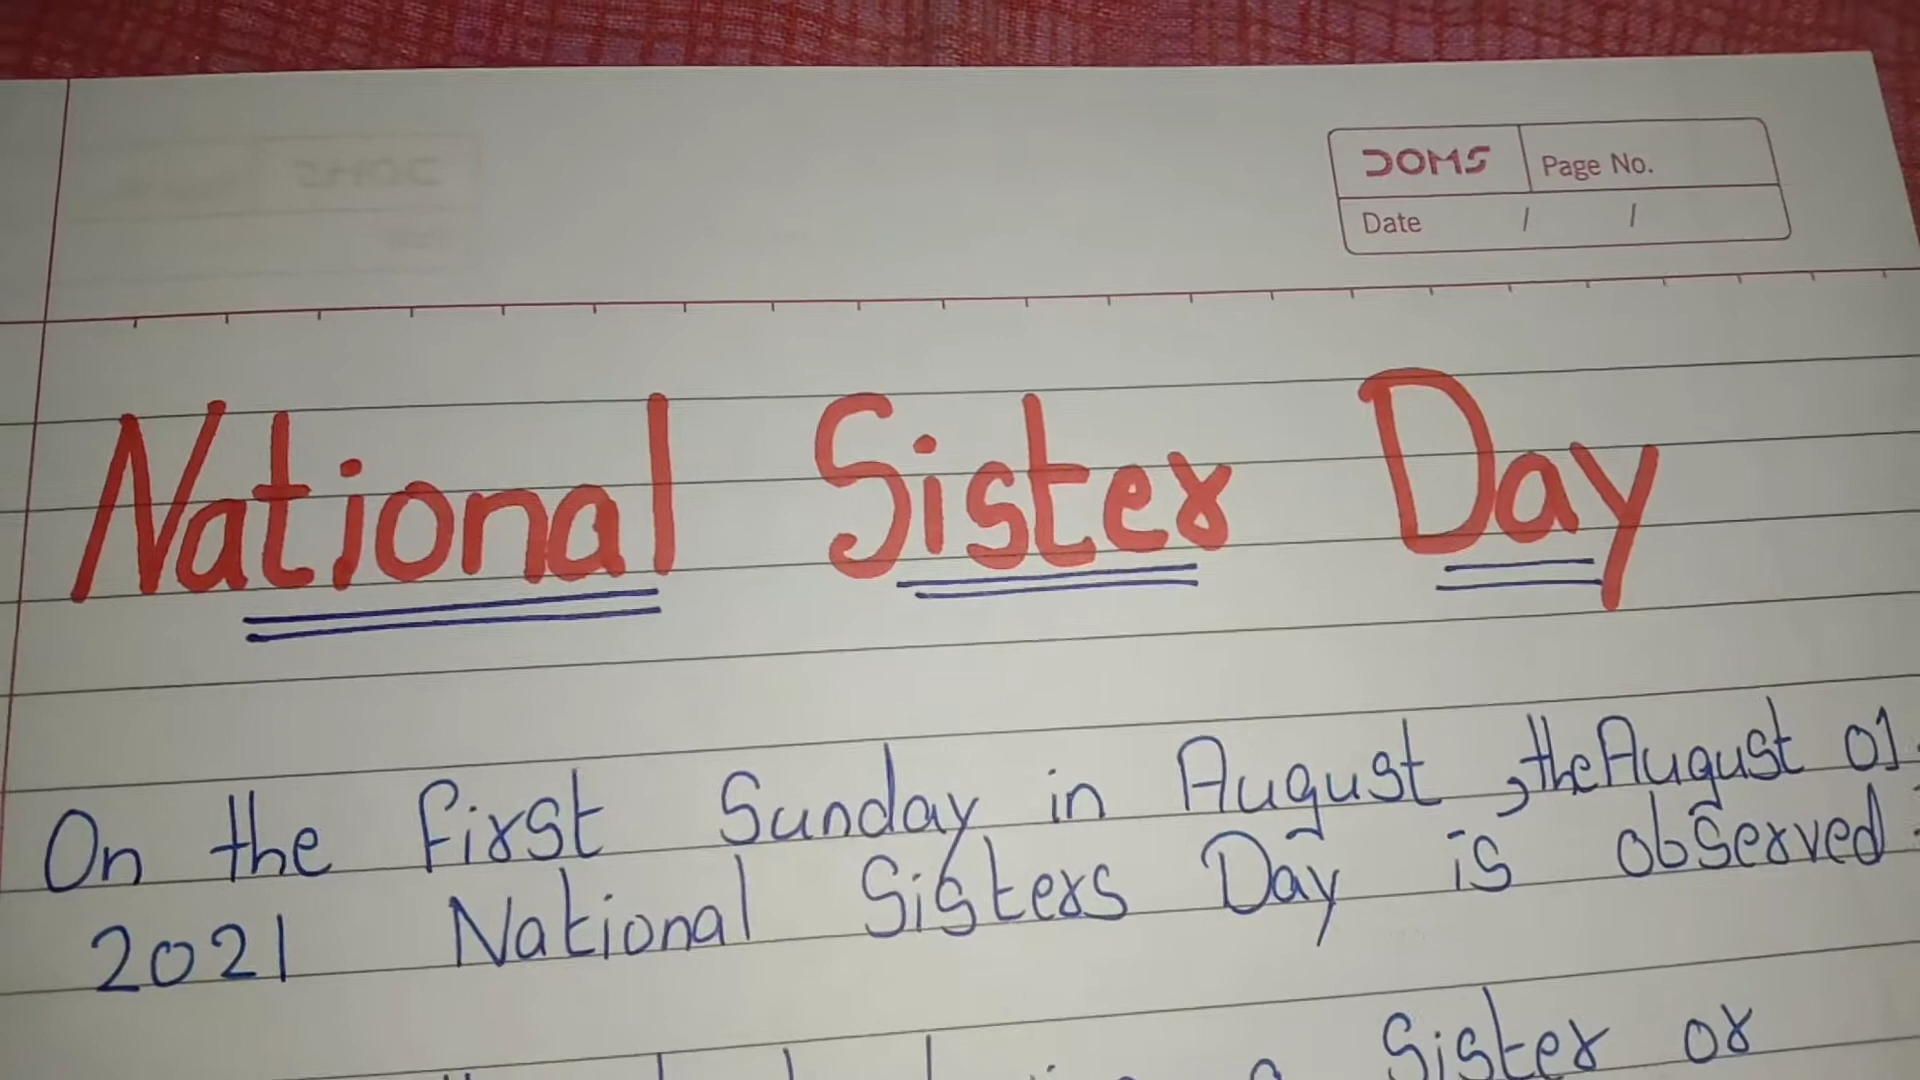 DOMS
Page No.
Date / /
National Sister Day
On the first Sunday in August, the August 01
2021 National Sisters Day is observed
Sister or